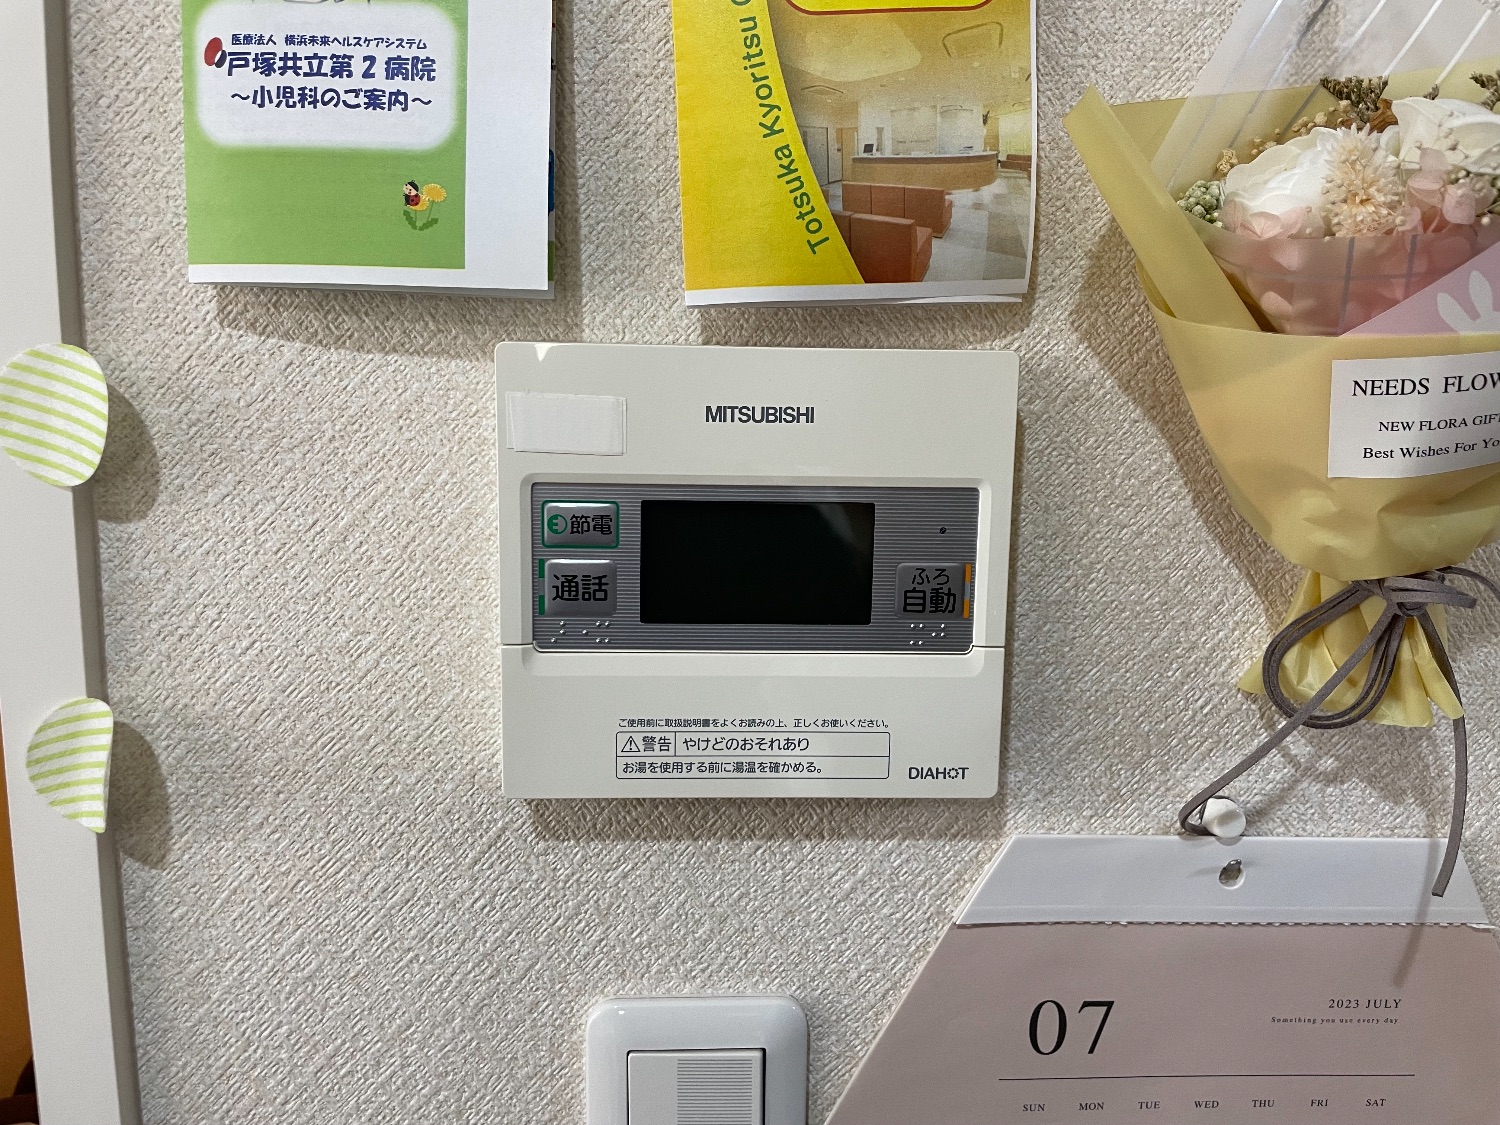 医療法人 横浜未来ヘルスケアシステム
戸塚共立第2病院
～小児科のご案内～
Totsuka Kyoritsu
MITSUBISHI
節電
通話
ふろ
自動
ご使用前に取扱説明書をよくお読みの上、正しくお使いください。
警告 やけどのおそれあり
お湯を使用する前に湯温を確かめる。
DIAHOT
NEEDS
NEW FLORA
Best Wishes For
07
2023 JULY
Something you use every day
SUN MON TUE WED THU FRI SAT